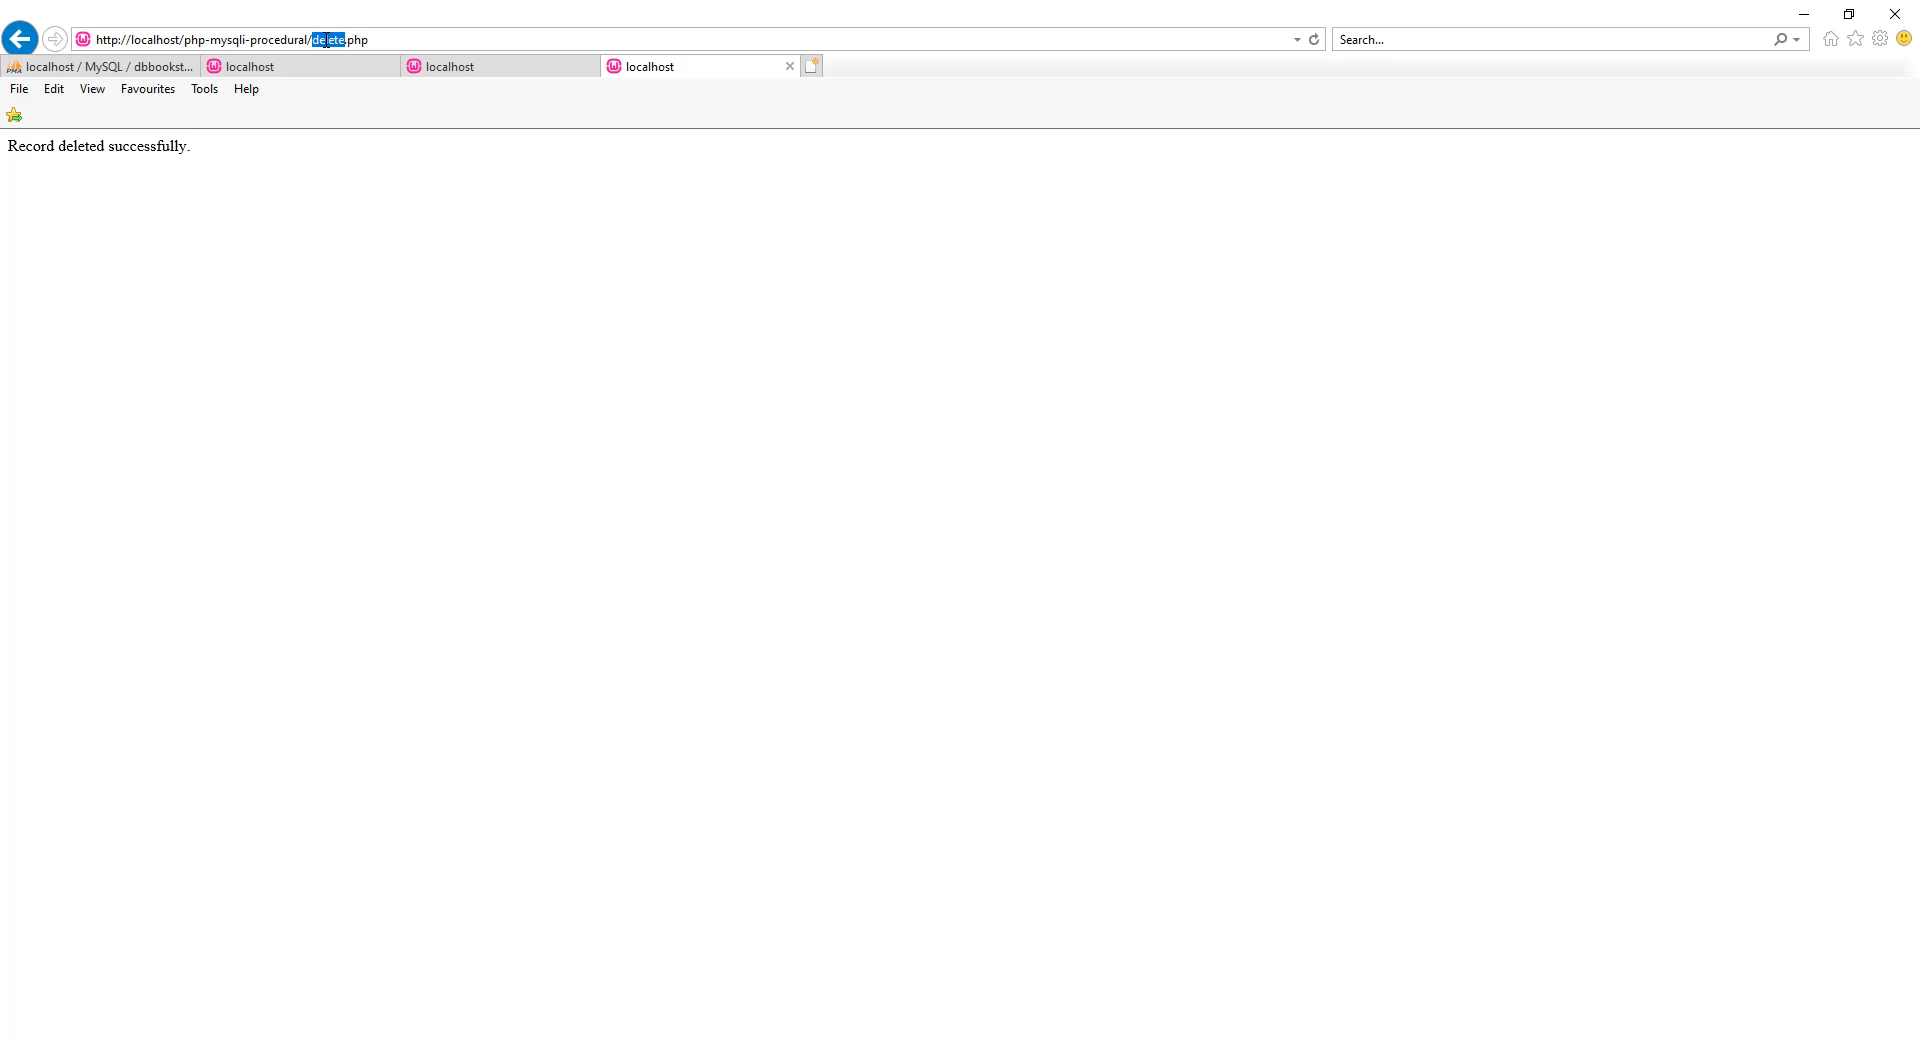 http://localhost/php-mysqli-procedural/delete.php
Search...
PMA localhost / MySQL / dbbookst...
localhost
localhost
localhost
File Edit View Favourites Tools Help
Record deleted successfully.